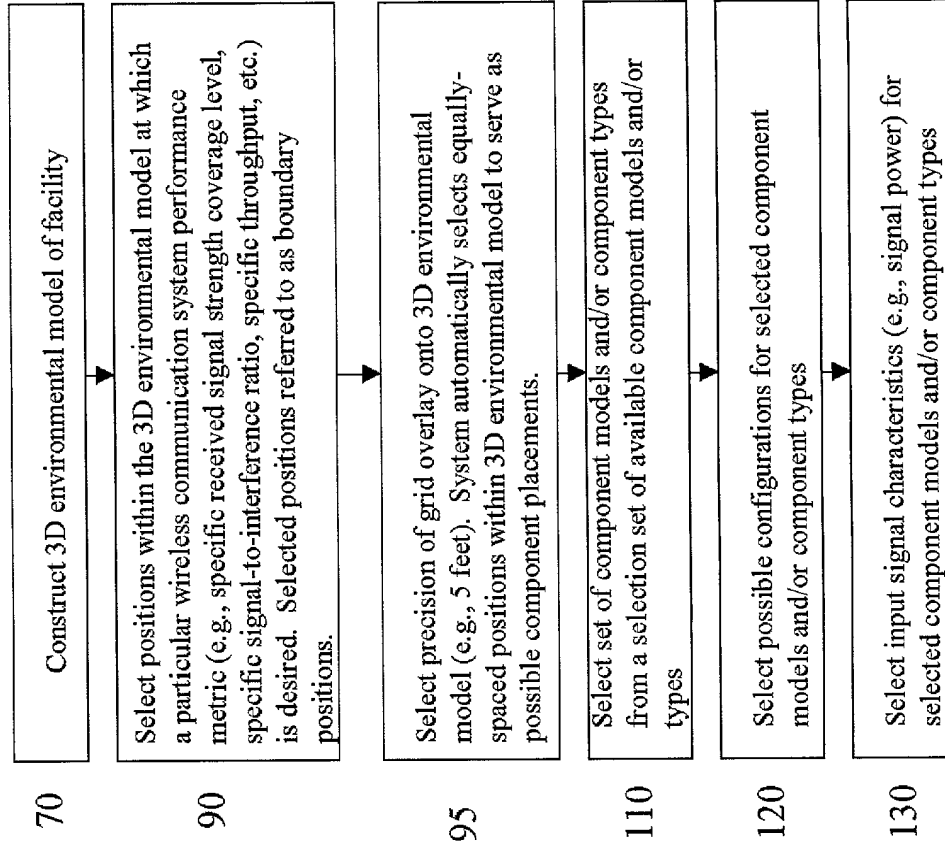 70
Construct 3D environmental model of facility
90
Select positions within the 3D enviromental model at which
a particular wireless communication system performance
metric (e.g., specific received signal strength coverage level,
specific signal-to-interference ratio, specific throughput, etc.)
is desired. Selected positions referred to as boundary
positions.
95
Select precision of grid overlay onto 3D environmental
model (e.g., 5 feet). System automatically selects equally-
spaced positions within 3D environmental model to serve as
possible component placements.
110
Select set of component models and/or component types
from a selection set of available component models and/or
types
120
Select possible configurations for selected component
models and/or component types
130
Select input signal characteristics (e.g., signal power) for
selected component models and/or component types